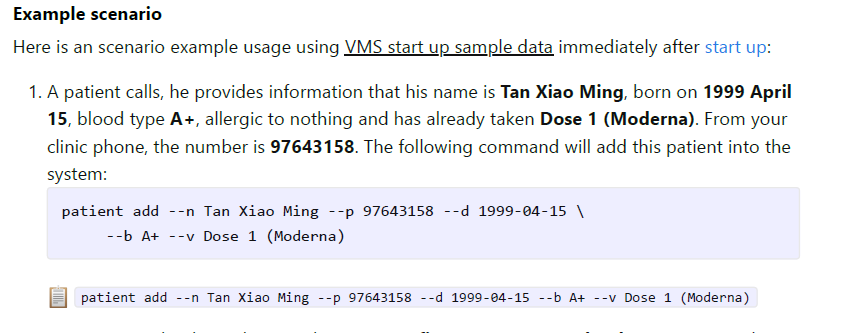 Example scenario
Here is an scenario example usage using VMS start up sample data immediately after start up:
1. A patient calls, he provides information that his name is Tan Xiao Ming, born on 1999 April
15, blood type A+, allergic to nothing and has already taken Dose 1 (Moderna). From your
clinic phone, the number is 97643158. The following command will add this patient into the
system:
patient add --n Tan Xiao Ming --p 97643158 --d 1999-04-15 \
--b A+ --v Dose 1 (Moderna)
patient add --n Tan Xiao Ming --p 97643158 --d 1999-04-15 --b A+ --v Dose 1 (Moderna)